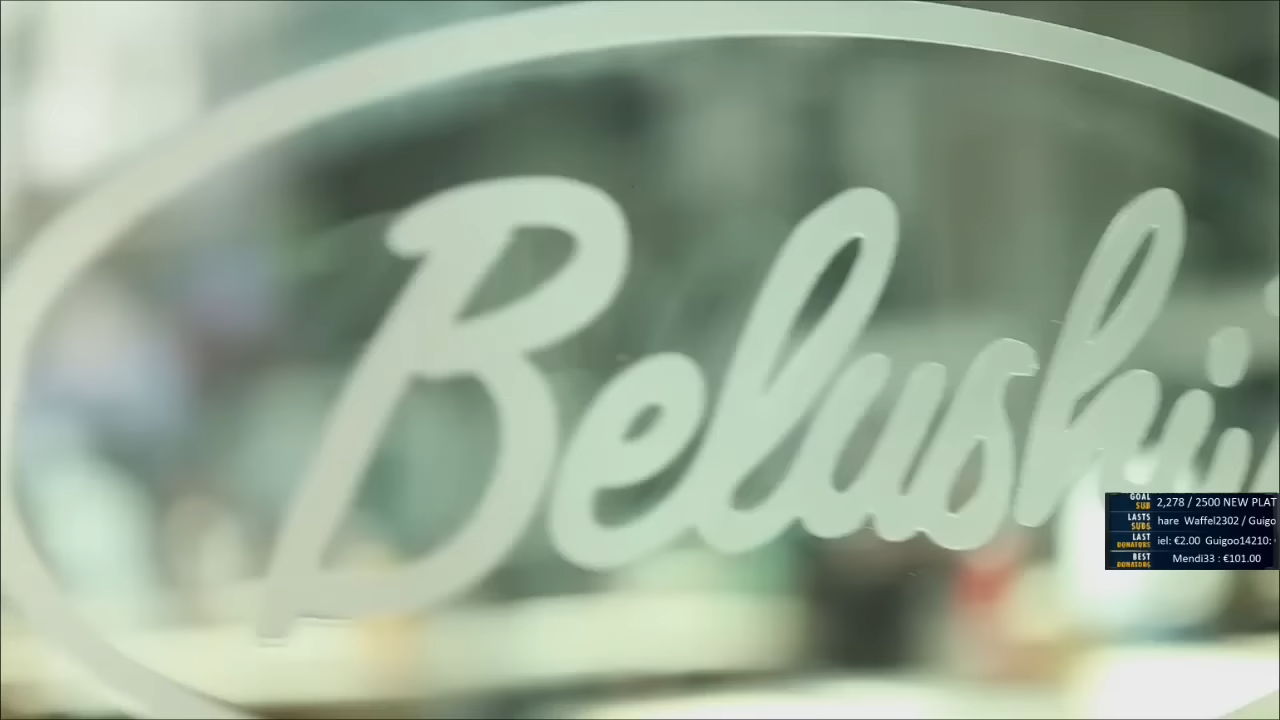 Belushi
GOAL SUB 2,278 / 2500 NEW PLAT
LASTS SUBS hare Waffel2302 / Guigo
LAST DONATORS iel: €2.00 Guigoo14210:
BEST DONATORS Mendi33 : €101.00